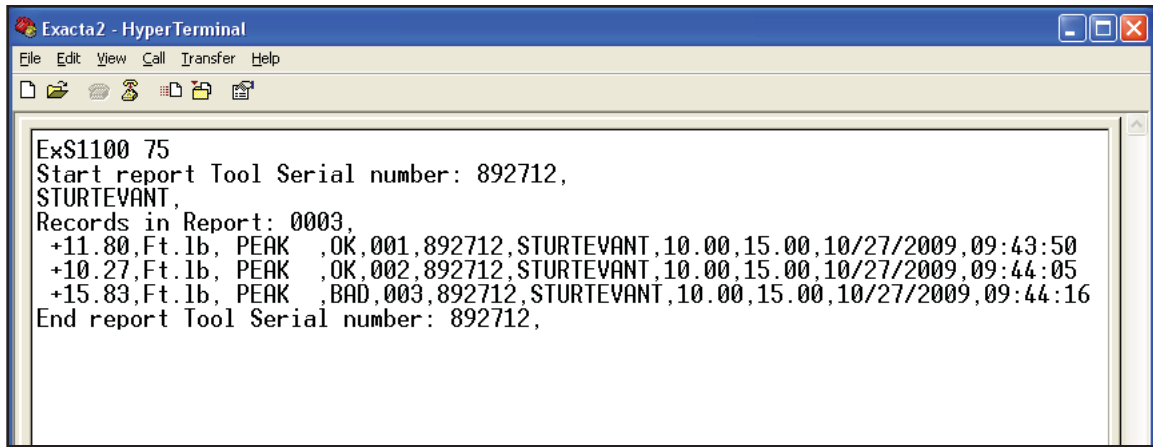 Exacta2 - HyperTerminal
File Edit View Call Transfer Help
ExS1100 75
Start report Tool Serial number: 892712,
STURTEVANT,
Records in Report: 0003,
+11.80,Ft.lb, PEAK  ,OK,001,892712,STURTEVANT,10.00,15.00,10/27/2009,09:43:50
+10.27,Ft.lb, PEAK  ,OK,002,892712,STURTEVANT,10.00,15.00,10/27/2009,09:44:05
+15.83,Ft.lb, PEAK  ,BAD,003,892712,STURTEVANT,10.00,15.00,10/27/2009,09:44:16
End report Tool Serial number: 892712,